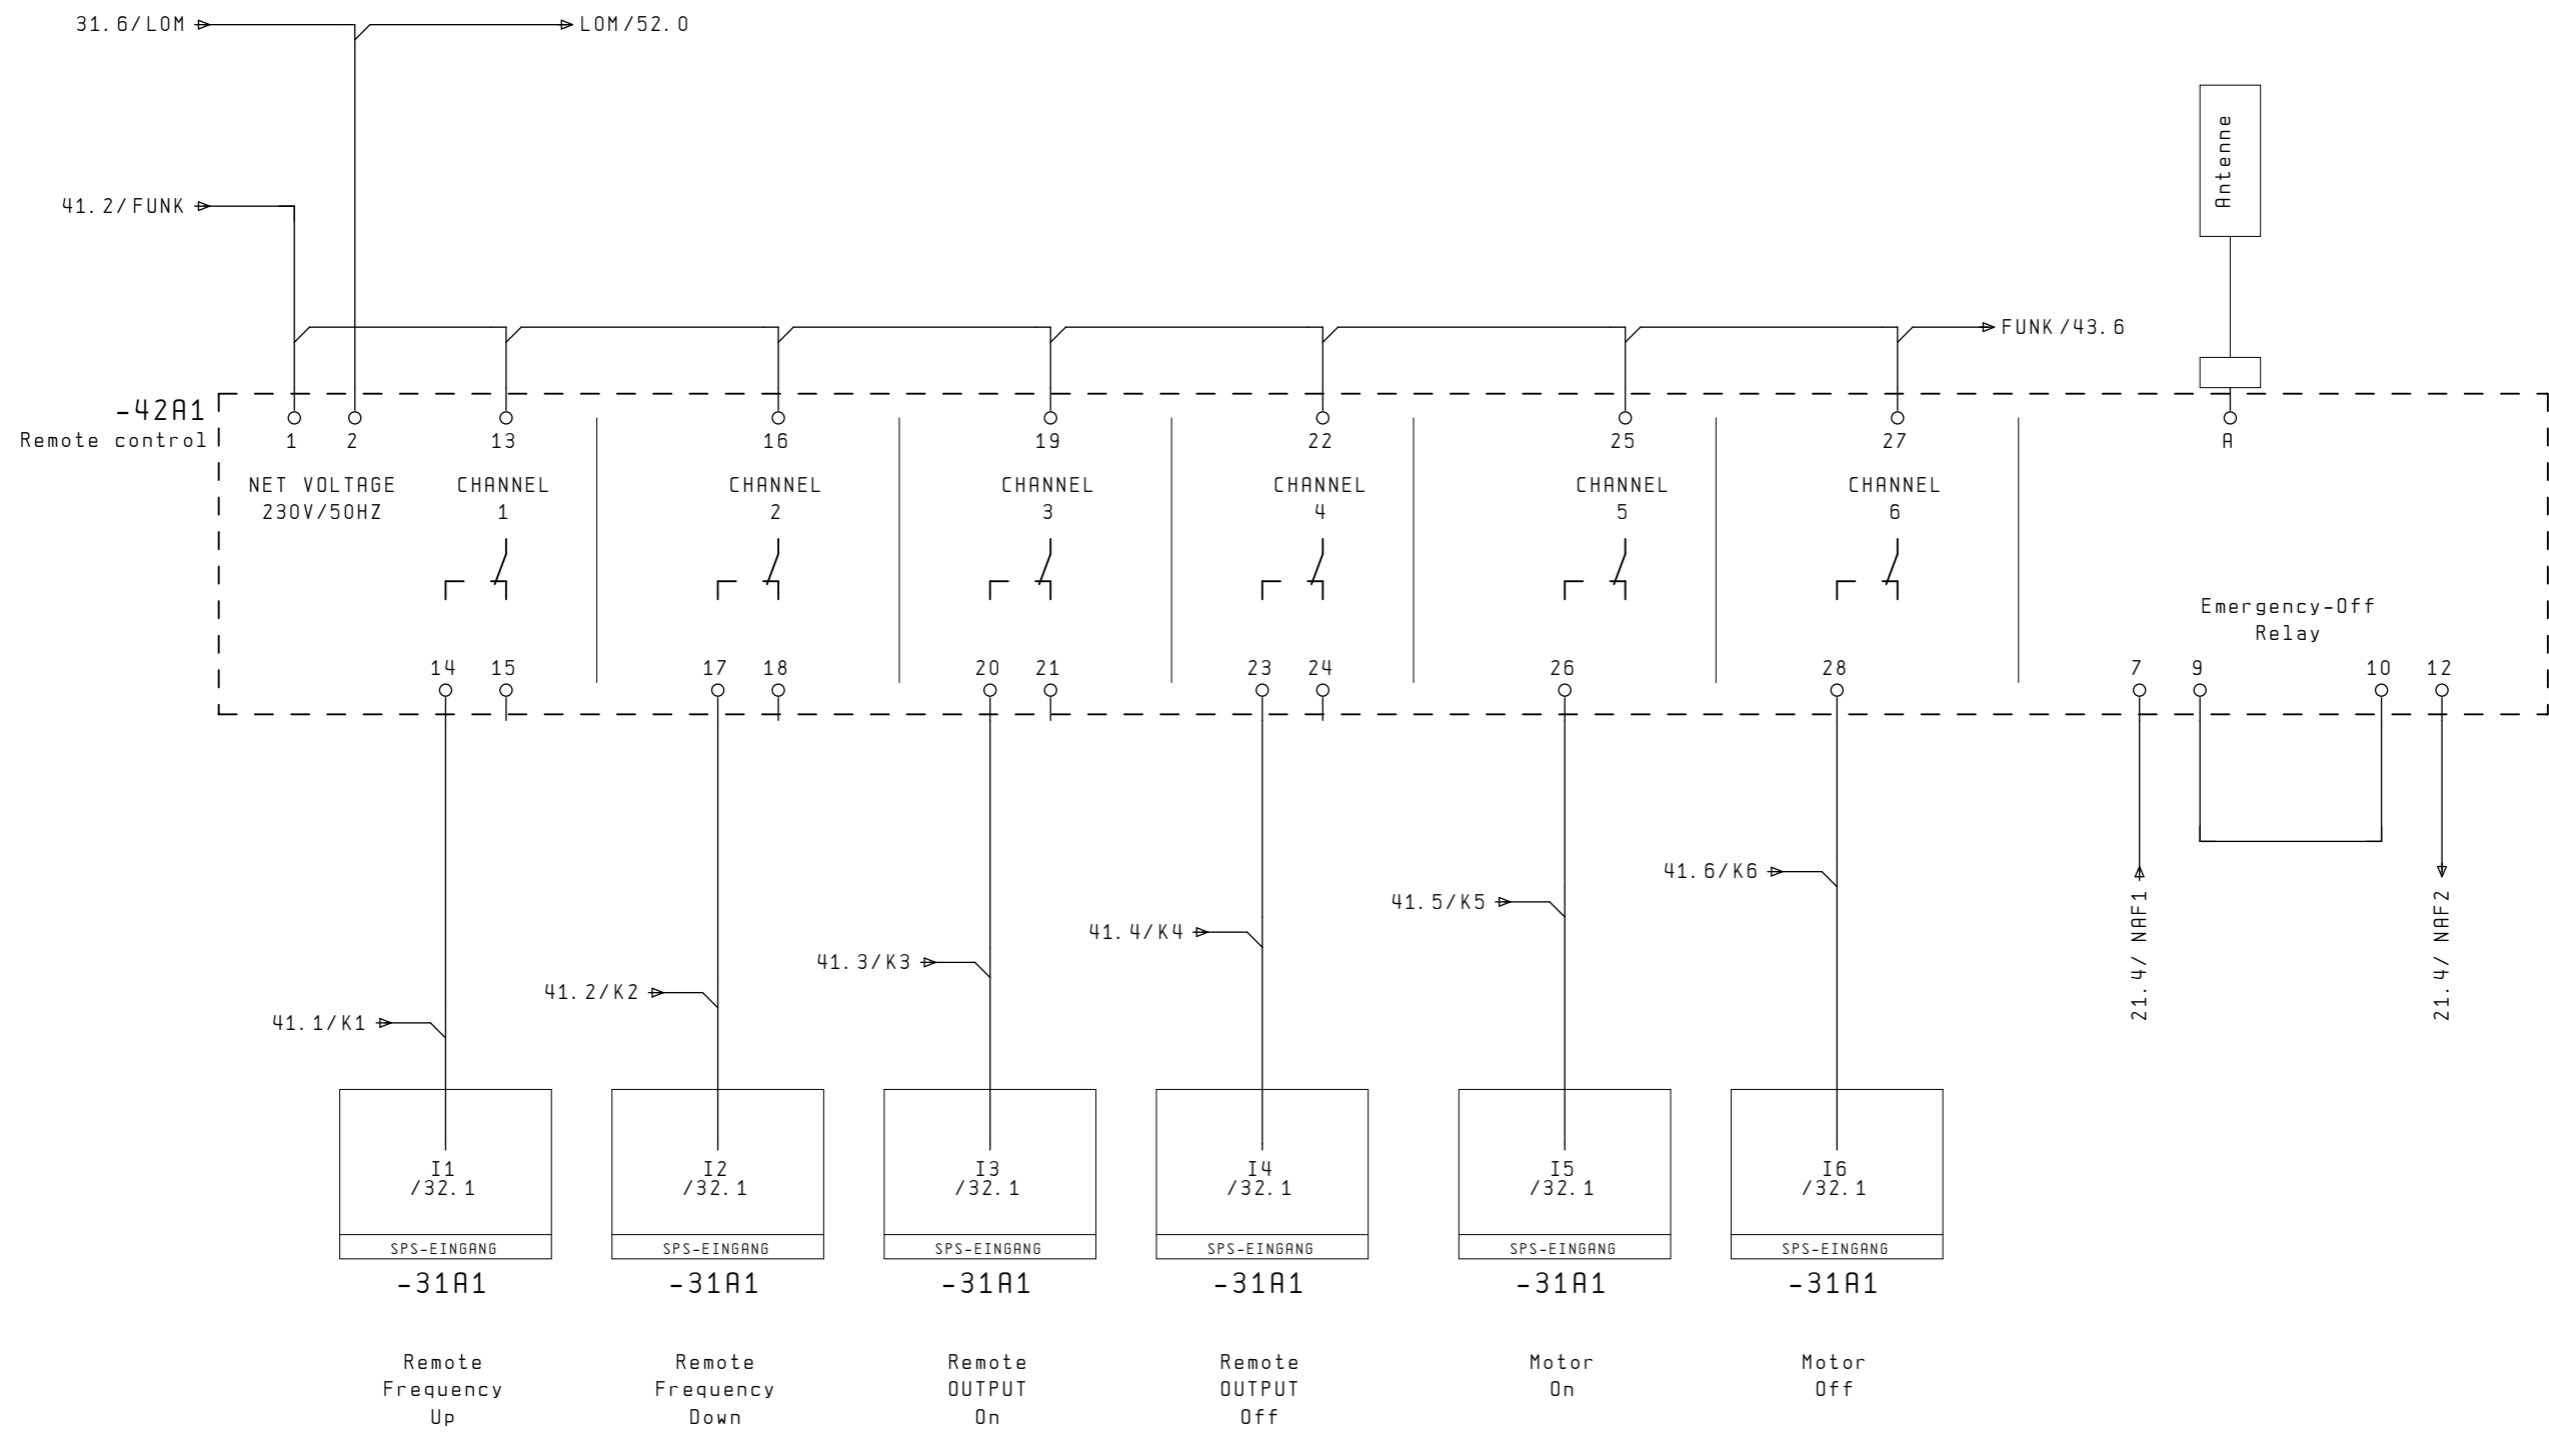 31.6/LOM
LOM/52.0
41.2/FUNK
Antenne
FUNK/43.6
-42A1
Remote control
1 2 13 16 19 22 25 27 A
NET VOLTAGE
230V/50HZ
CHANNEL
1
CHANNEL
2
CHANNEL
3
CHANNEL
4
CHANNEL
5
CHANNEL
6
Emergency-Off
Relay
14 15 17 18 20 21 23 24 26 28 7 9 10 12
41.6/K6
41.5/K5
41.4/K4
41.3/K3
41.2/K2
41.1/K1
21.4/ NAF1
21.4/ NAF2
I1
/32.1
SPS-EINGANG
-31A1
Remote
Frequency
Up
I2
/32.1
SPS-EINGANG
-31A1
Remote
Frequency
Down
I3
/32.1
SPS-EINGANG
-31A1
Remote
OUTPUT
On
I4
/32.1
SPS-EINGANG
-31A1
Remote
OUTPUT
Off
I5
/32.1
SPS-EINGANG
-31A1
Motor
On
I6
/32.1
SPS-EINGANG
-31A1
Motor
Off